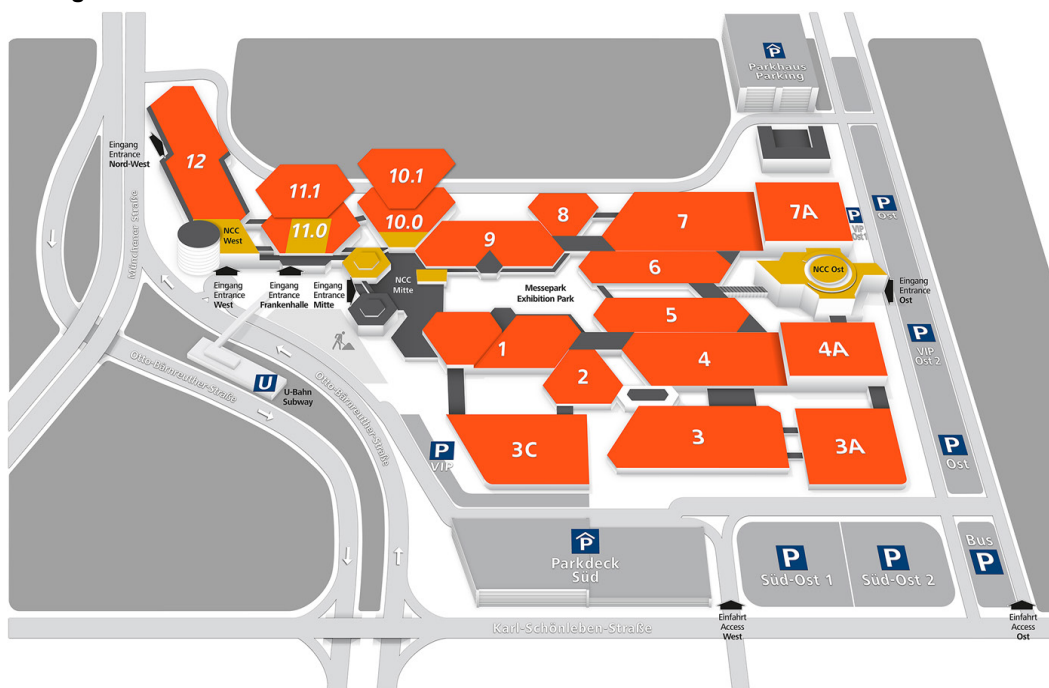 P
Parkhaus
Parking
Eingang
Entrance
Nord-West
12
11.1
10.1
11.0
10.0
8
7
7A
P
Ost
P
VIP
Ost 1
NCC
West
9
6
NCC Ost
NCC
Mitte
Messepark
Exhibition Park
Eingang
Entrance
West
Eingang
Entrance
Frankenhalle
Eingang
Entrance
Mitte
Eingang
Entrance
Ost
Münchener Straße
5
1
4
4A
P
VIP
Ost 2
2
Otto-Bärnreuther-Straße
U
U-Bahn
Subway
Otto-Bärnreuther-Straße
P
VIP
3C
3
3A
P
Ost
P
Parkdeck
Süd
P
Süd-Ost 1
P
Süd-Ost 2
Bus
P
Karl-Schönleben-Straße
Einfahrt
Access
West
Einfahrt
Access
Ost